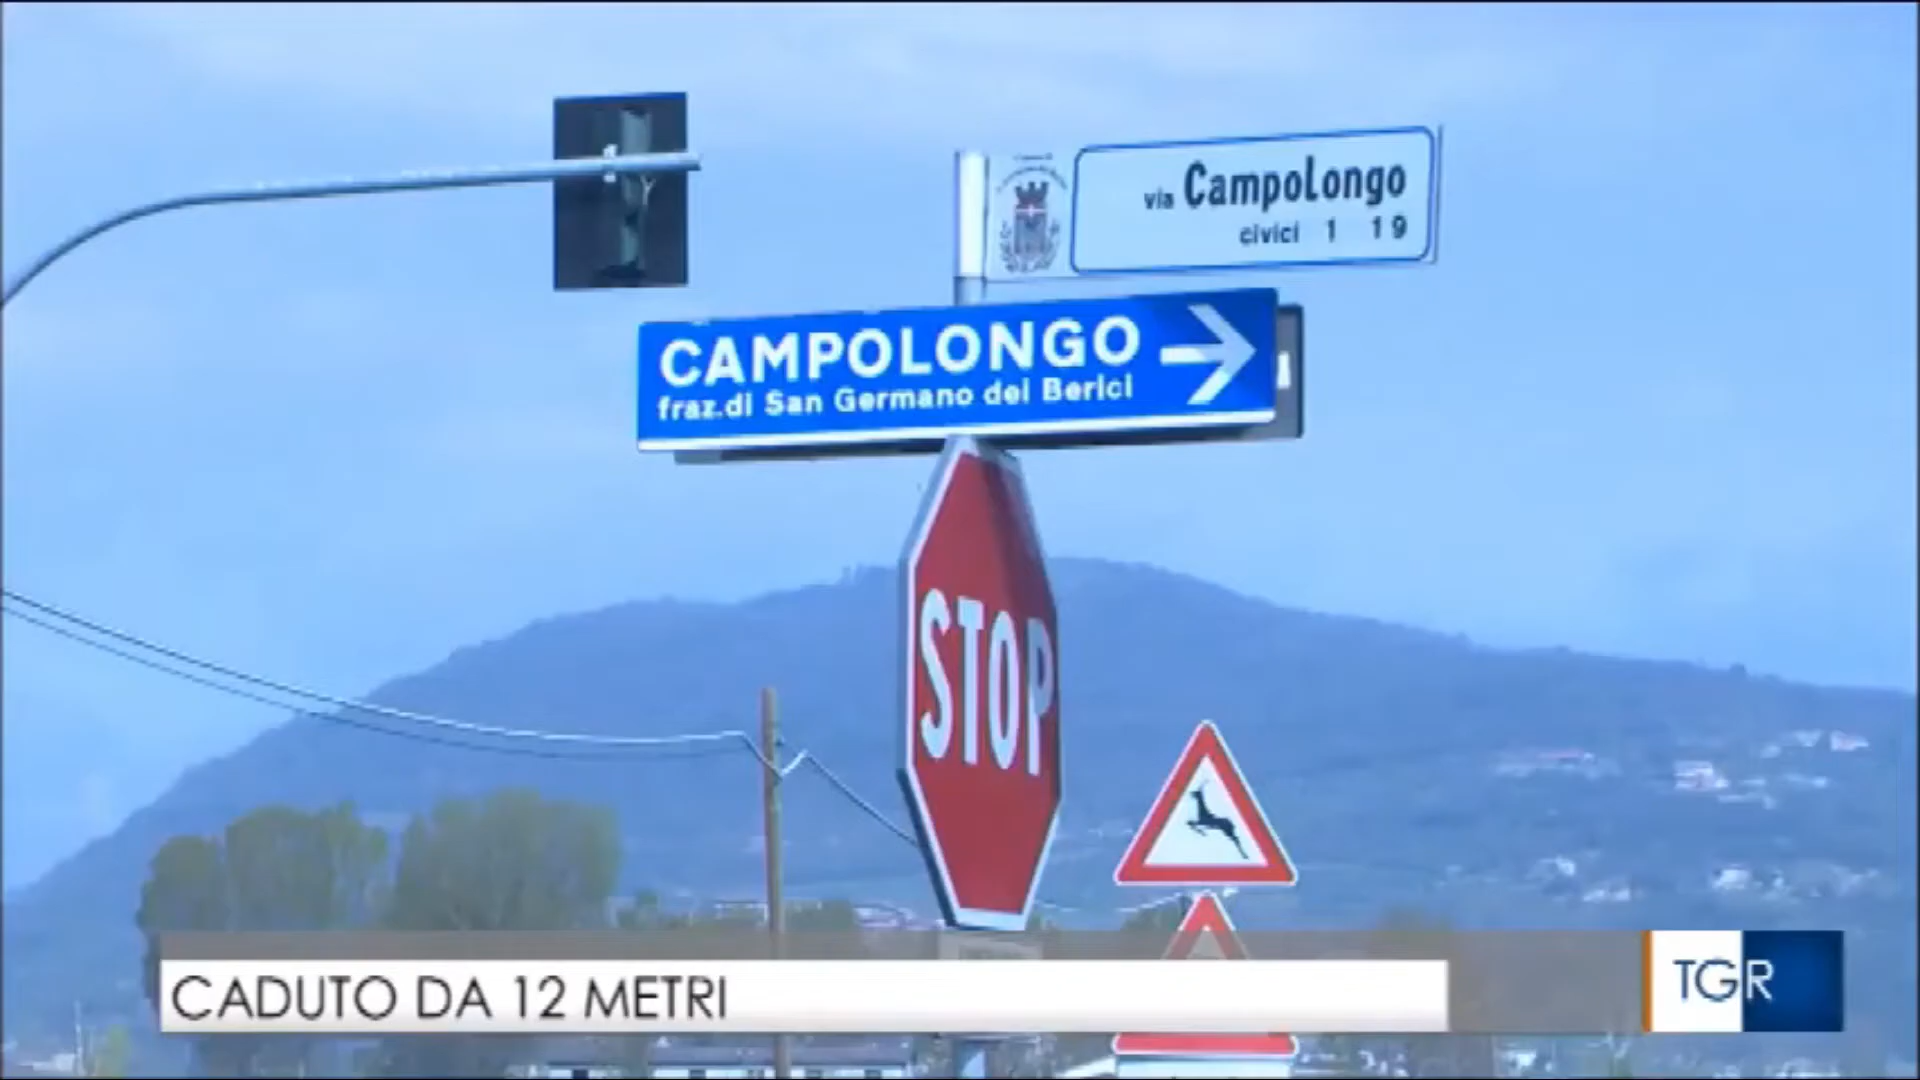 via Campolongo
civici 1 19
CAMPOLONGO
fraz.di San Germano dei Berici
STOP
CADUTO DA 12 METRI
TGR